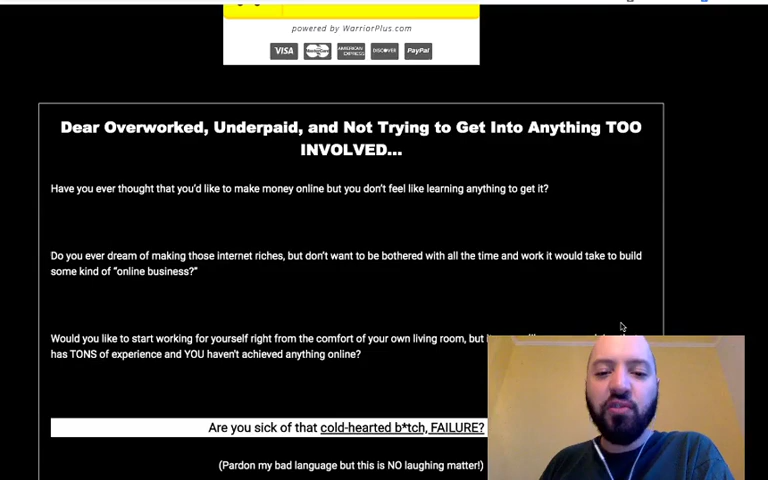 powered by WarriorPlus.com
VISA MasterCard AMERICAN EXPRESS DISCOVER PayPal
Dear Overworked, Underpaid, and Not Trying to Get Into Anything TOO
INVOLVED...
Have you ever thought that you'd like to make money online but you don't feel like learning anything to get it?
Do you ever dream of making those internet riches, but don't want to be bothered with all the time and work it would take to build
some kind of “online business?”
Would you like to start working for yourself right from the comfort of your own living room, but
has TONS of experience and YOU haven't achieved anything online?
Are you sick of that cold-hearted b*tch, FAILURE?
(Pardon my bad language but this is NO laughing matter!)